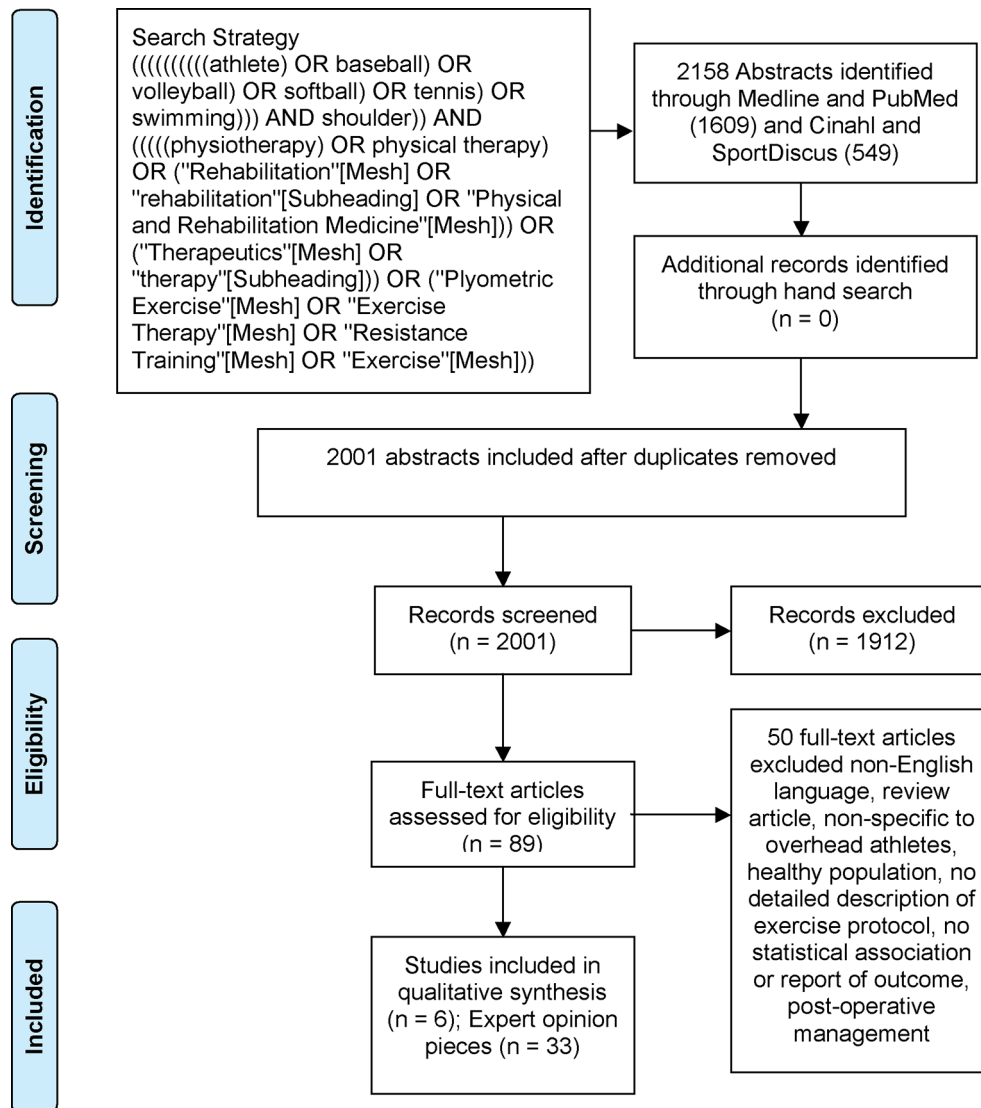 Identification
Search Strategy
((((((((((athlete) OR baseball) OR
volleyball) OR softball) OR tennis) OR
swimming))) AND shoulder)) AND
(((((physiotherapy) OR physical therapy)
OR ("Rehabilitation"[Mesh] OR
"rehabilitation"[Subheading] OR "Physical
and Rehabilitation Medicine"[Mesh])) OR
("Therapeutics"[Mesh] OR
"therapy"[Subheading])) OR ("Plyometric
Exercise"[Mesh] OR "Exercise
Therapy"[Mesh] OR "Resistance
Training"[Mesh] OR "Exercise"[Mesh]))
2158 Abstracts identified
through Medline and PubMed
(1609) and Cinahl and
SportDiscus (549)
Additional records identified
through hand search
(n = 0)
Screening
2001 abstracts included after duplicates removed
Records screened
(n = 2001)
Records excluded
(n = 1912)
Eligibility
Full-text articles
assessed for eligibility
(n = 89)
50 full-text articles
excluded non-English
language, review
article, non-specific to
overhead athletes,
healthy population, no
detailed description of
exercise protocol, no
statistical association
or report of outcome,
post-operative
management
Included
Studies included in
qualitative synthesis
(n = 6); Expert opinion
pieces (n = 33)